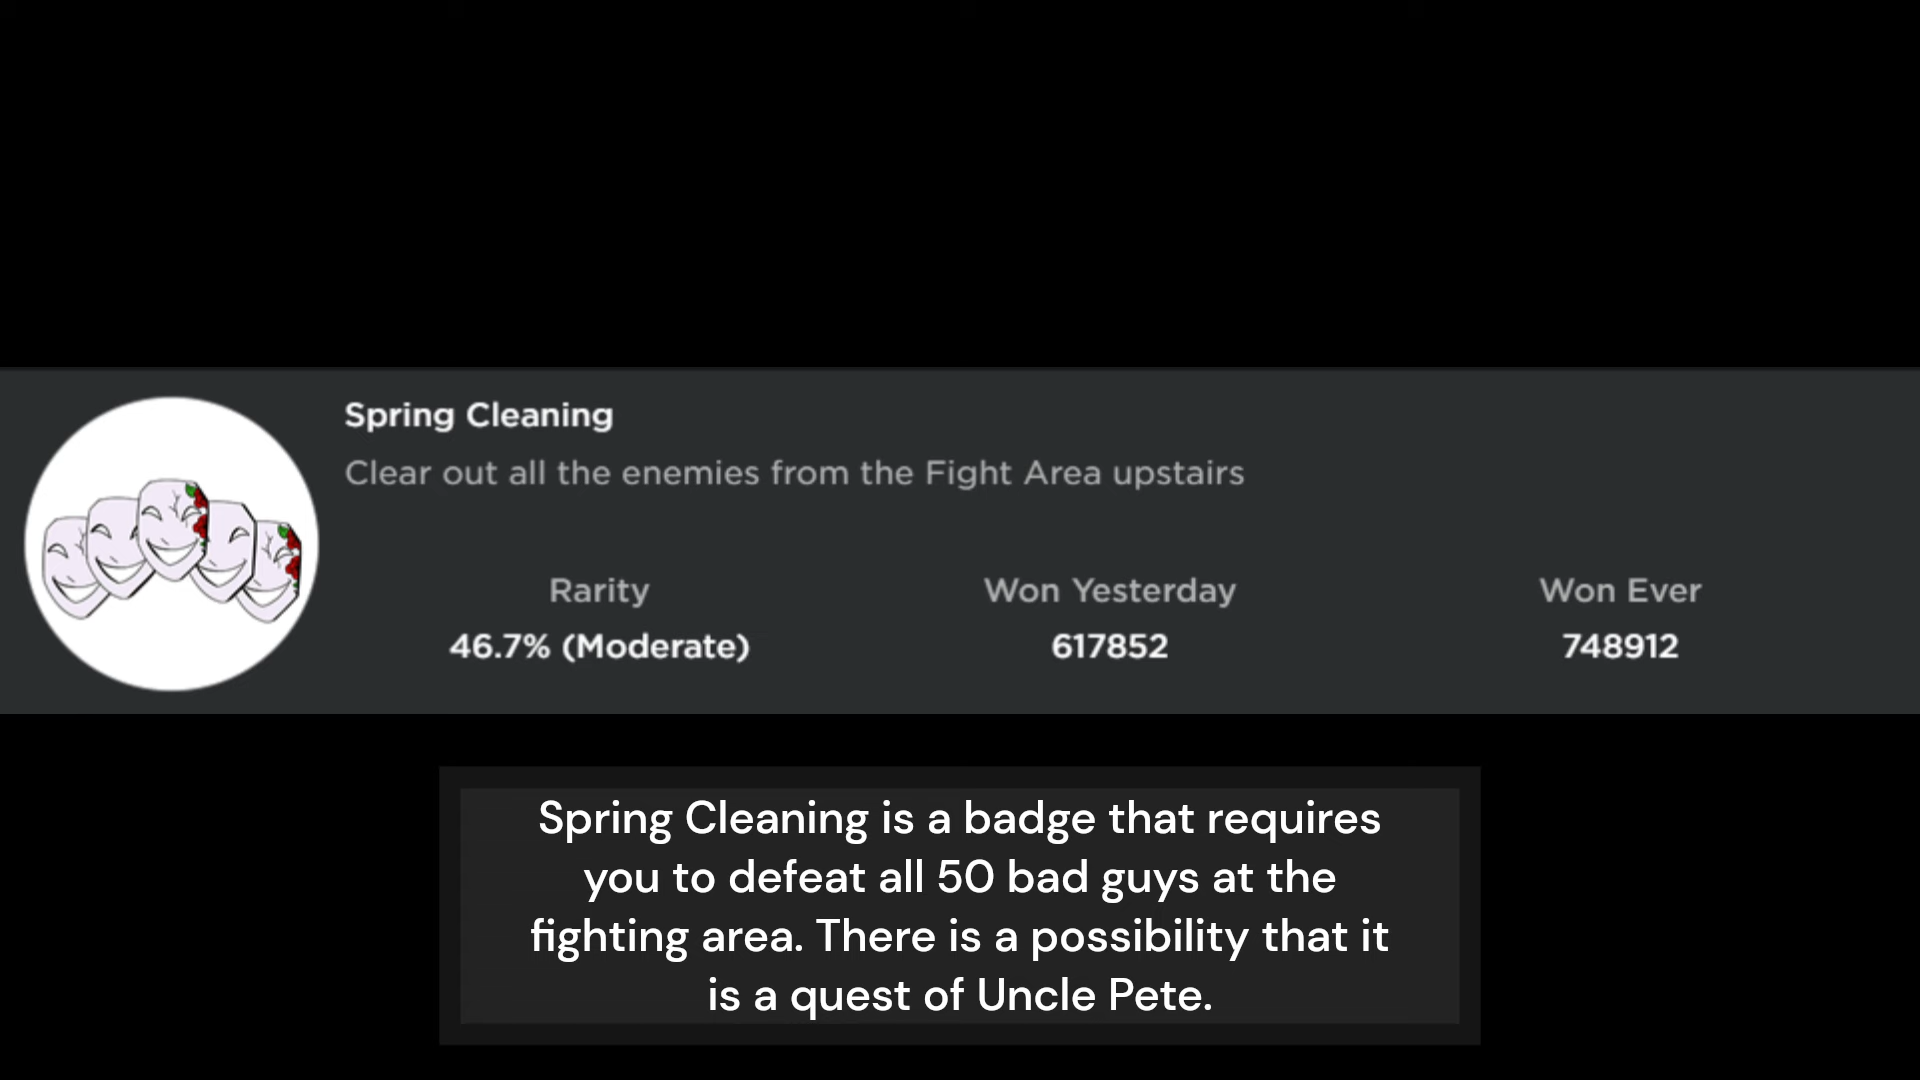 Spring Cleaning
Clear out all the enemies from the Fight Area upstairs
Rarity Won Yesterday Won Ever
46.7% (Moderate) 617852 748912
Spring Cleaning is a badge that requires
you to defeat all 50 bad guys at the
fighting area. There is a possibility that it
is a quest of Uncle Pete.